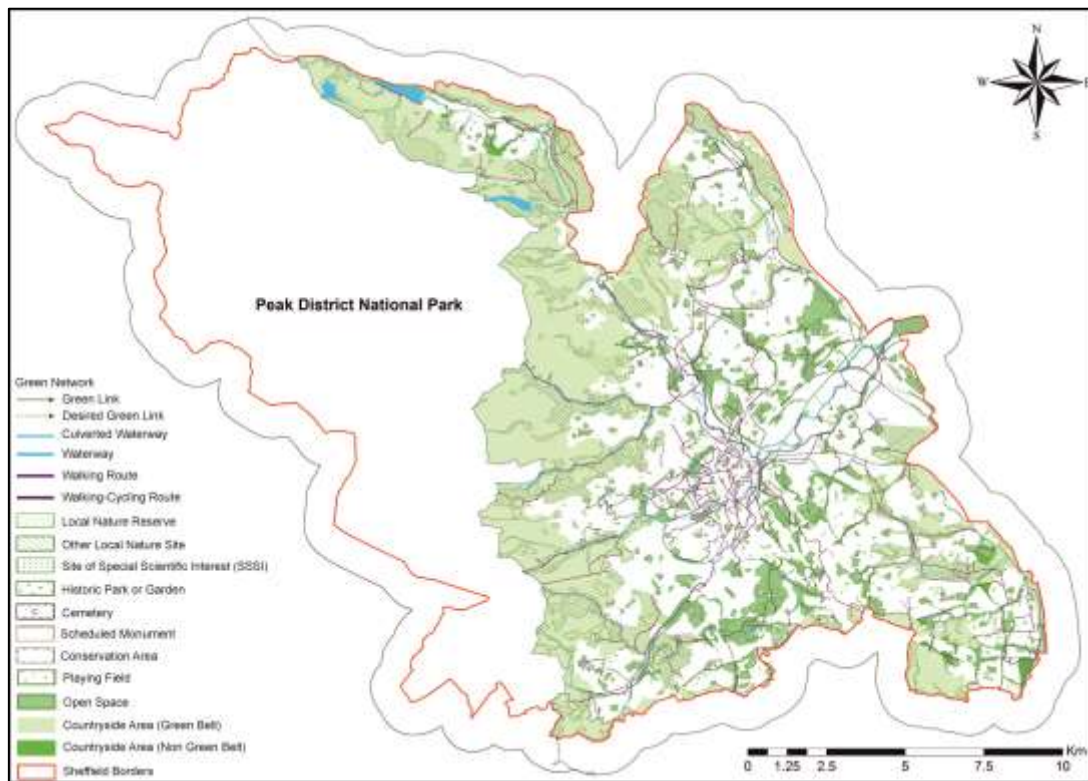 N
W
E
S
Peak District National Park
Green Network
Green Link
Desired Green Link
Culverted Waterway
Waterway
Walking Route
Walking-Cycling Route
Local Nature Reserve
Other Local Nature Site
Site of Special Scientific Interest (SSSI)
Historic Park or Garden
C Cemetery
Scheduled Monument
Conservation Area
Playing Field
Open Space
Countryside Area (Green Belt)
Countryside Area (Non Green Belt)
Sheffield Borders
Km
0 1.25 2.5 5 7.5 10